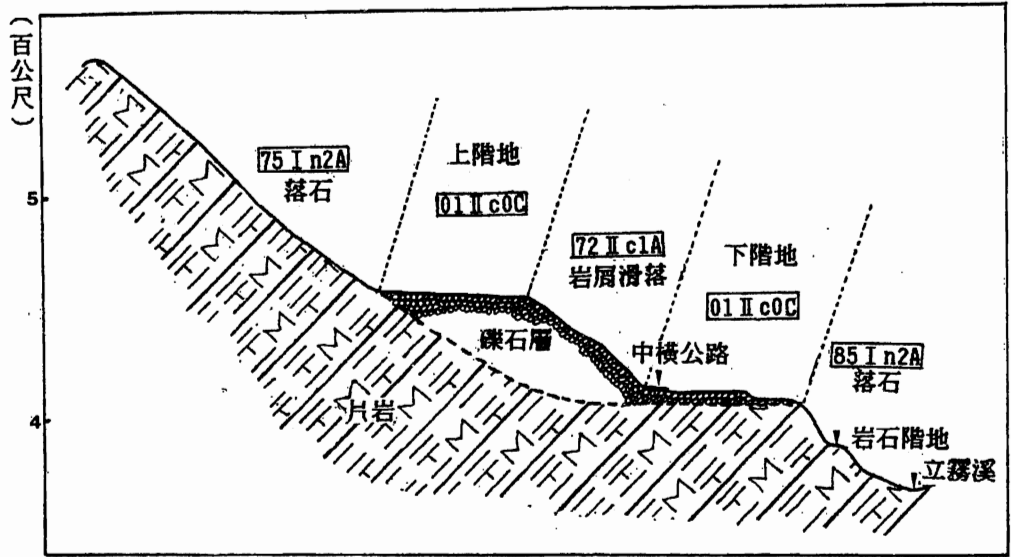 (百公尺)
5
4
75 I n2A
落石
上階地
01 II c0C
72 II c1A
岩屑滑落
下階地
01 II c0C
85 I n2A
落石
礫石層
中橫公路
片岩
岩石階地
立霧溪